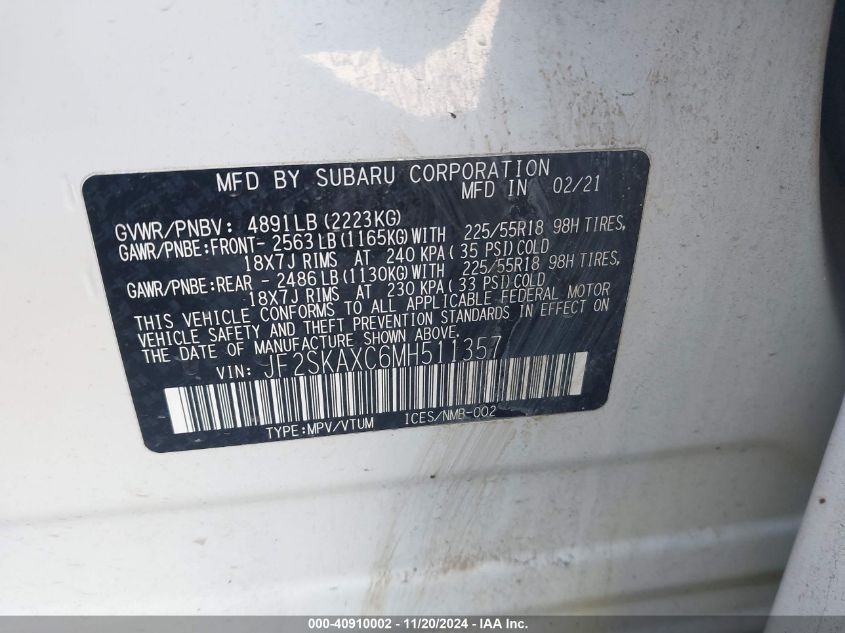 MFD BY SUBARU CORPORATION
MFD IN 02/21
GVWR/PNBV: 4891LB (2223KG)
GAWR/PNBE:FRONT- 2563LB(1165KG)WITH 225/55R18 98H TIRES,
18X7J RIMS AT 240 KPA ( 35 PSI)COLD
GAWR/PNBE:REAR - 2486LB(1130KG)WITH 225/55R18 98H TIRES,
18X7J RIMS AT 230 KPA ( 33 PSI)COLD
THIS VEHICLE CONFORMS TO ALL APPLICABLE FEDERAL MOTOR
VEHICLE SAFETY AND THEFT PREVENTION STANDARDS IN EFFECT ON
THE DATE OF MANUFACTURE SHOWN ABOVE.
VIN: JF2SKAXC6MH511357
TYPE:MPV/VTUM ICES/NMB-002
000-40910002 - 11/20/2024 - IAA Inc.